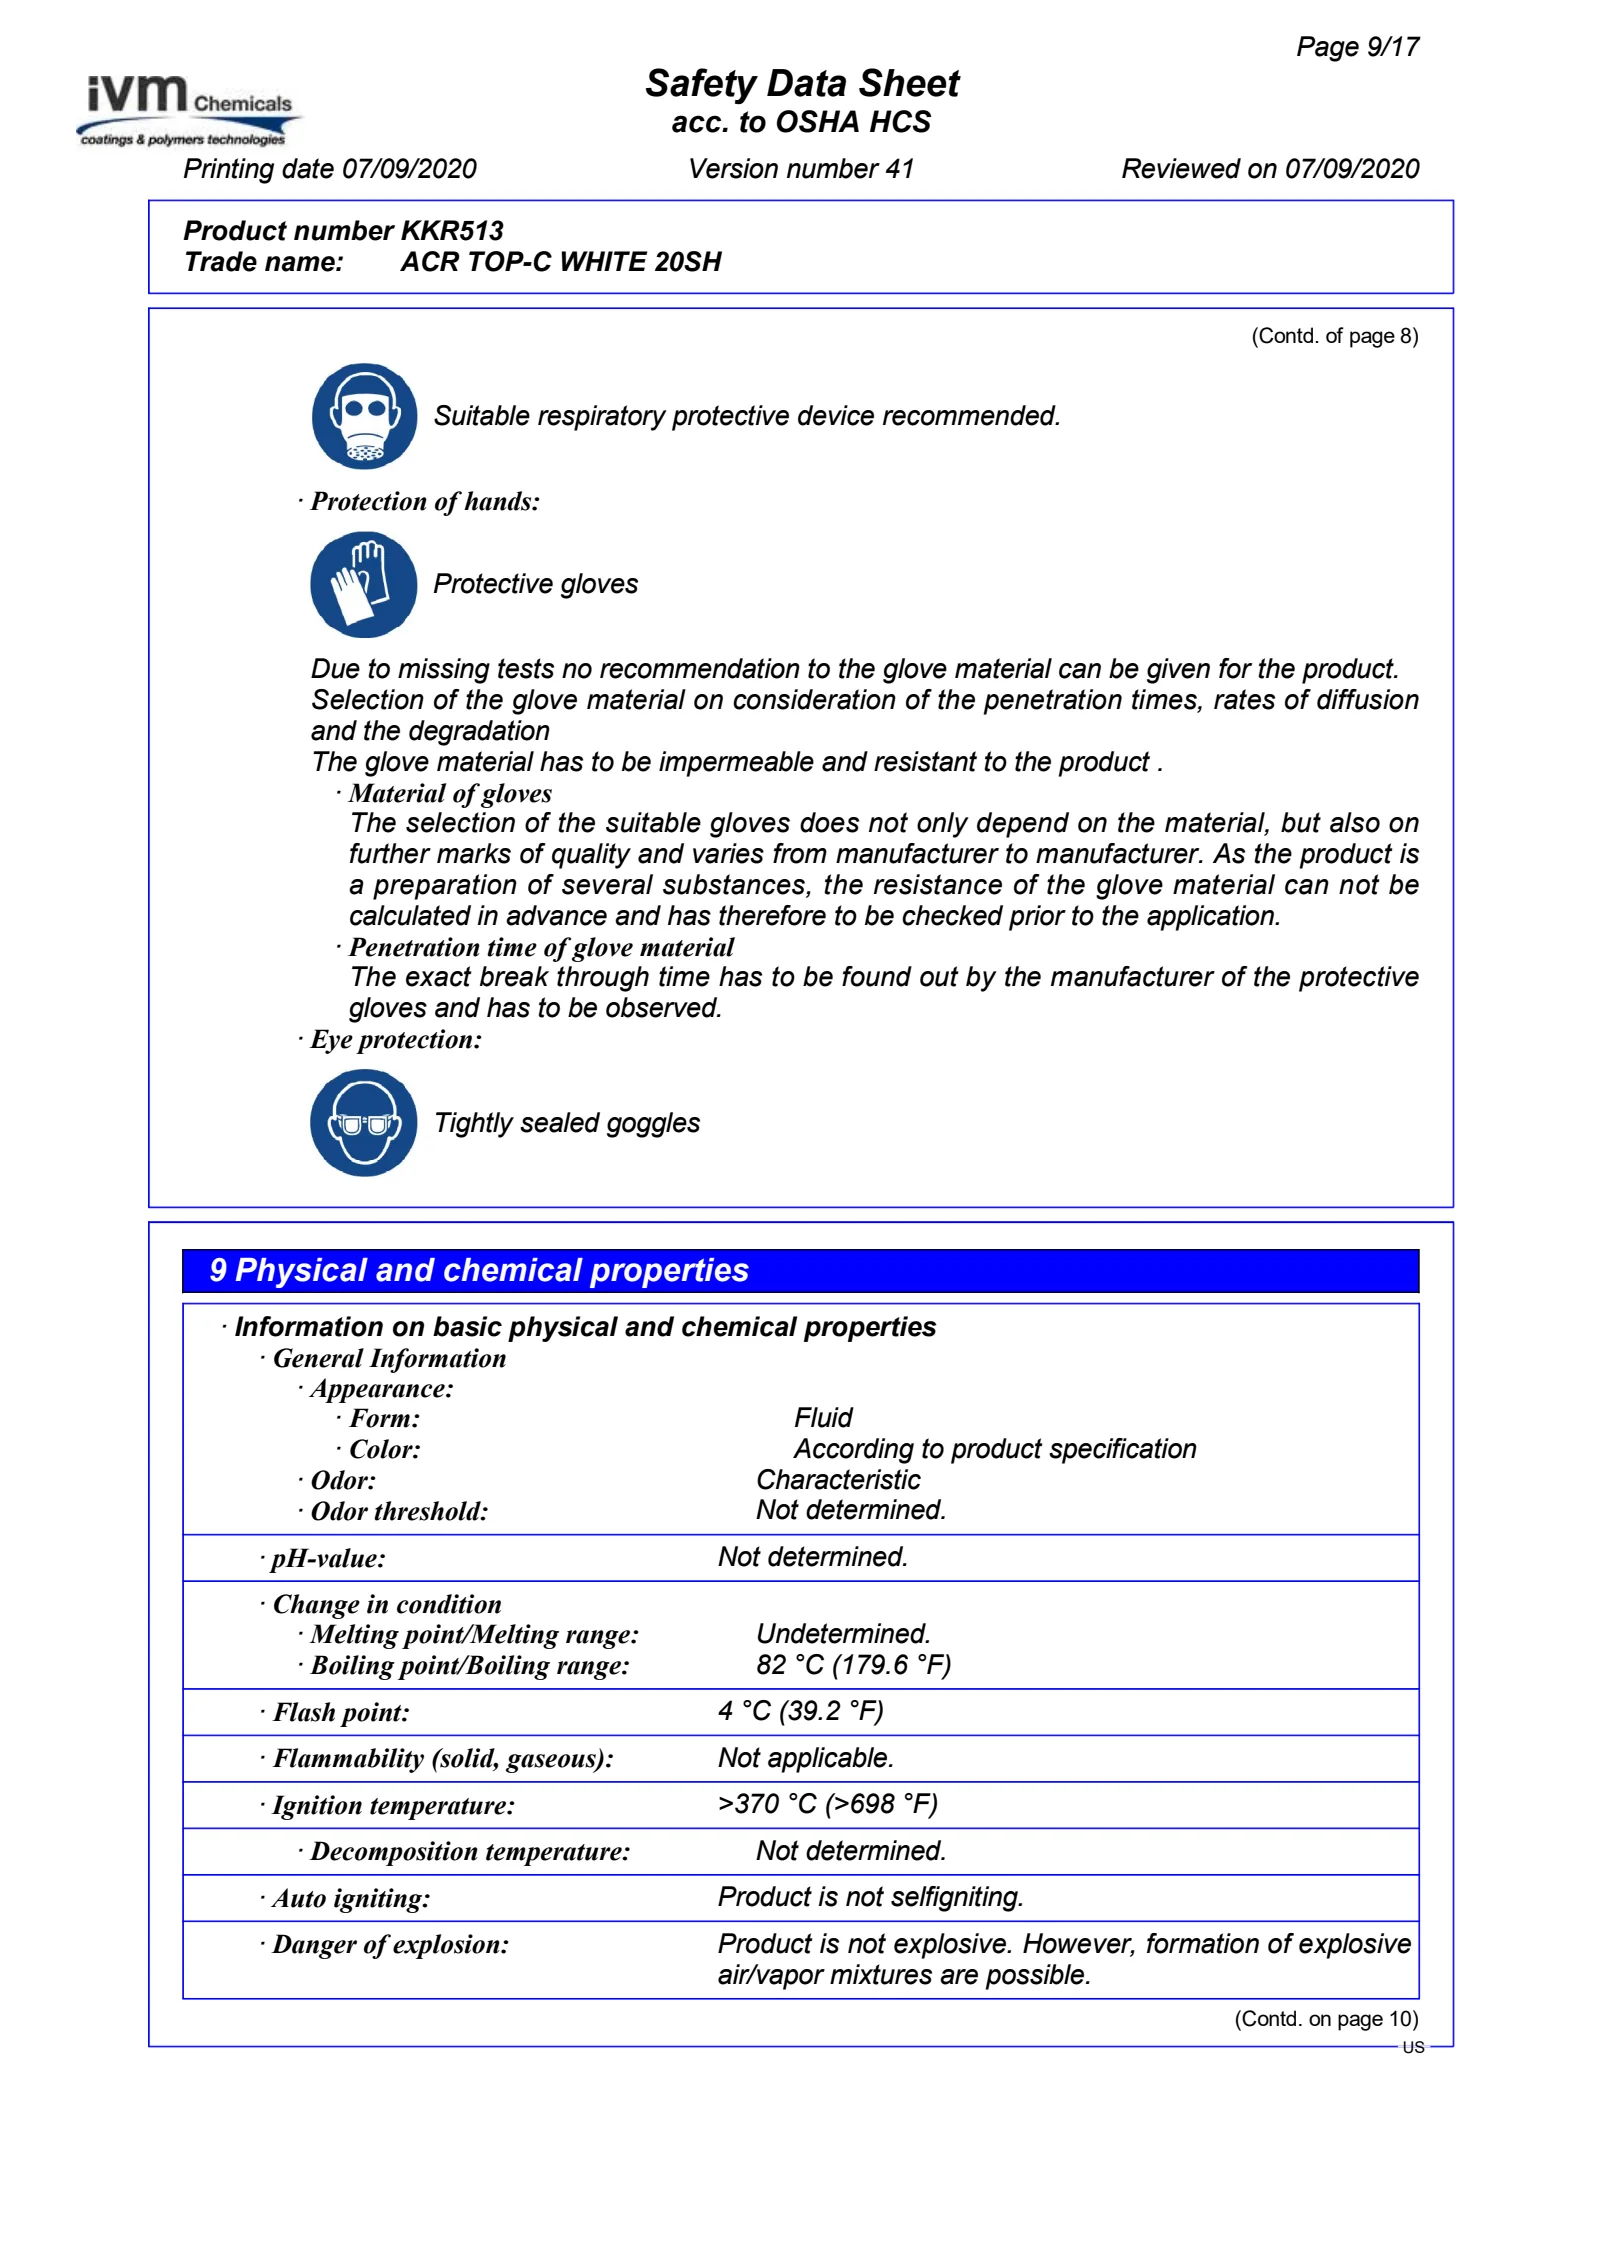 Page 9/17
ivm Chemicals
coatings & polymers technologies
Safety Data Sheet
acc. to OSHA HCS
Printing date 07/09/2020 Version number 41 Reviewed on 07/09/2020
Product number KKR513
Trade name: ACR TOP-C WHITE 20SH
(Contd. of page 8)
Suitable respiratory protective device recommended.
· Protection of hands:
Protective gloves
Due to missing tests no recommendation to the glove material can be given for the product.
Selection of the glove material on consideration of the penetration times, rates of diffusion
and the degradation
The glove material has to be impermeable and resistant to the product .
· Material of gloves
The selection of the suitable gloves does not only depend on the material, but also on
further marks of quality and varies from manufacturer to manufacturer. As the product is
a preparation of several substances, the resistance of the glove material can not be
calculated in advance and has therefore to be checked prior to the application.
· Penetration time of glove material
The exact break through time has to be found out by the manufacturer of the protective
gloves and has to be observed.
· Eye protection:
Tightly sealed goggles
9 Physical and chemical properties
· Information on basic physical and chemical properties
· General Information
· Appearance:
· Form: Fluid
· Color: According to product specification
· Odor: Characteristic
· Odor threshold: Not determined.
· pH-value: Not determined.
· Change in condition
· Melting point/Melting range: Undetermined.
· Boiling point/Boiling range: 82 °C (179.6 °F)
· Flash point: 4 °C (39.2 °F)
· Flammability (solid, gaseous): Not applicable.
· Ignition temperature: >370 °C (>698 °F)
· Decomposition temperature: Not determined.
· Auto igniting: Product is not selfigniting.
· Danger of explosion: Product is not explosive. However, formation of explosive
air/vapor mixtures are possible.
(Contd. on page 10)
US